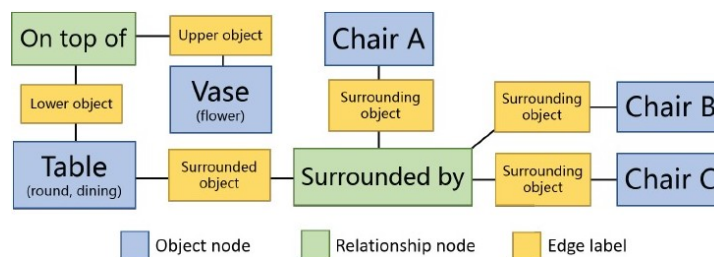 On top of
Upper object
Chair A
Lower object
Vase
(flower)
Surrounding
object
Surrounding
object
Chair B
Table
(round, dining)
Surrounded
object
Surrounded by
Surrounding
object
Chair C
Object node
Relationship node
Edge label